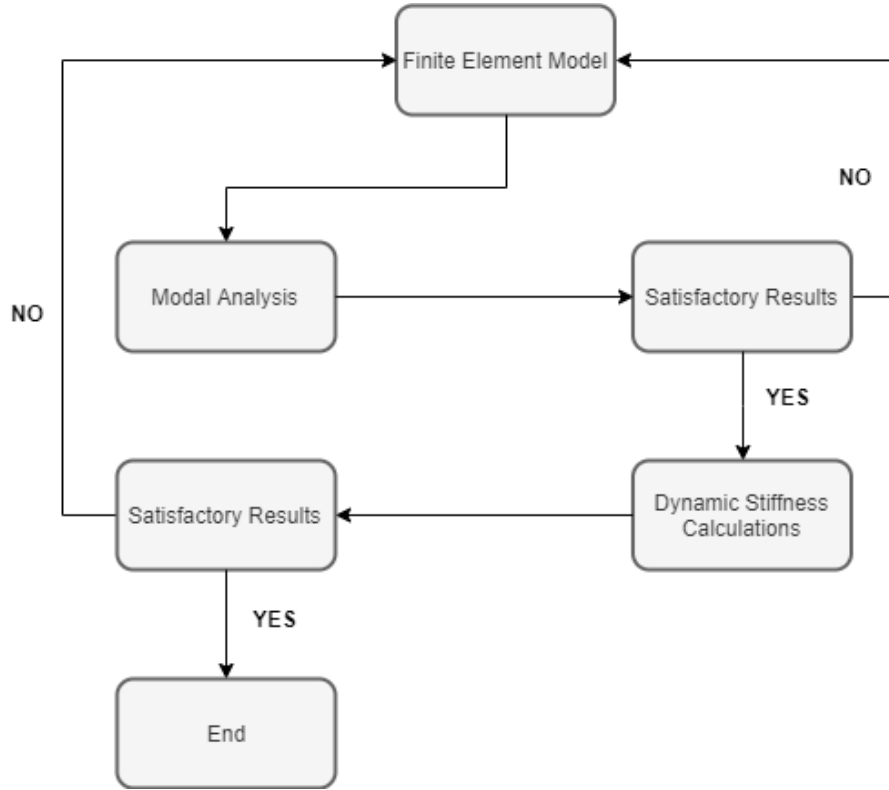 Finite Element Model
NO
Modal Analysis
Satisfactory Results
NO
YES
Satisfactory Results
Dynamic Stiffness
Calculations
YES
End